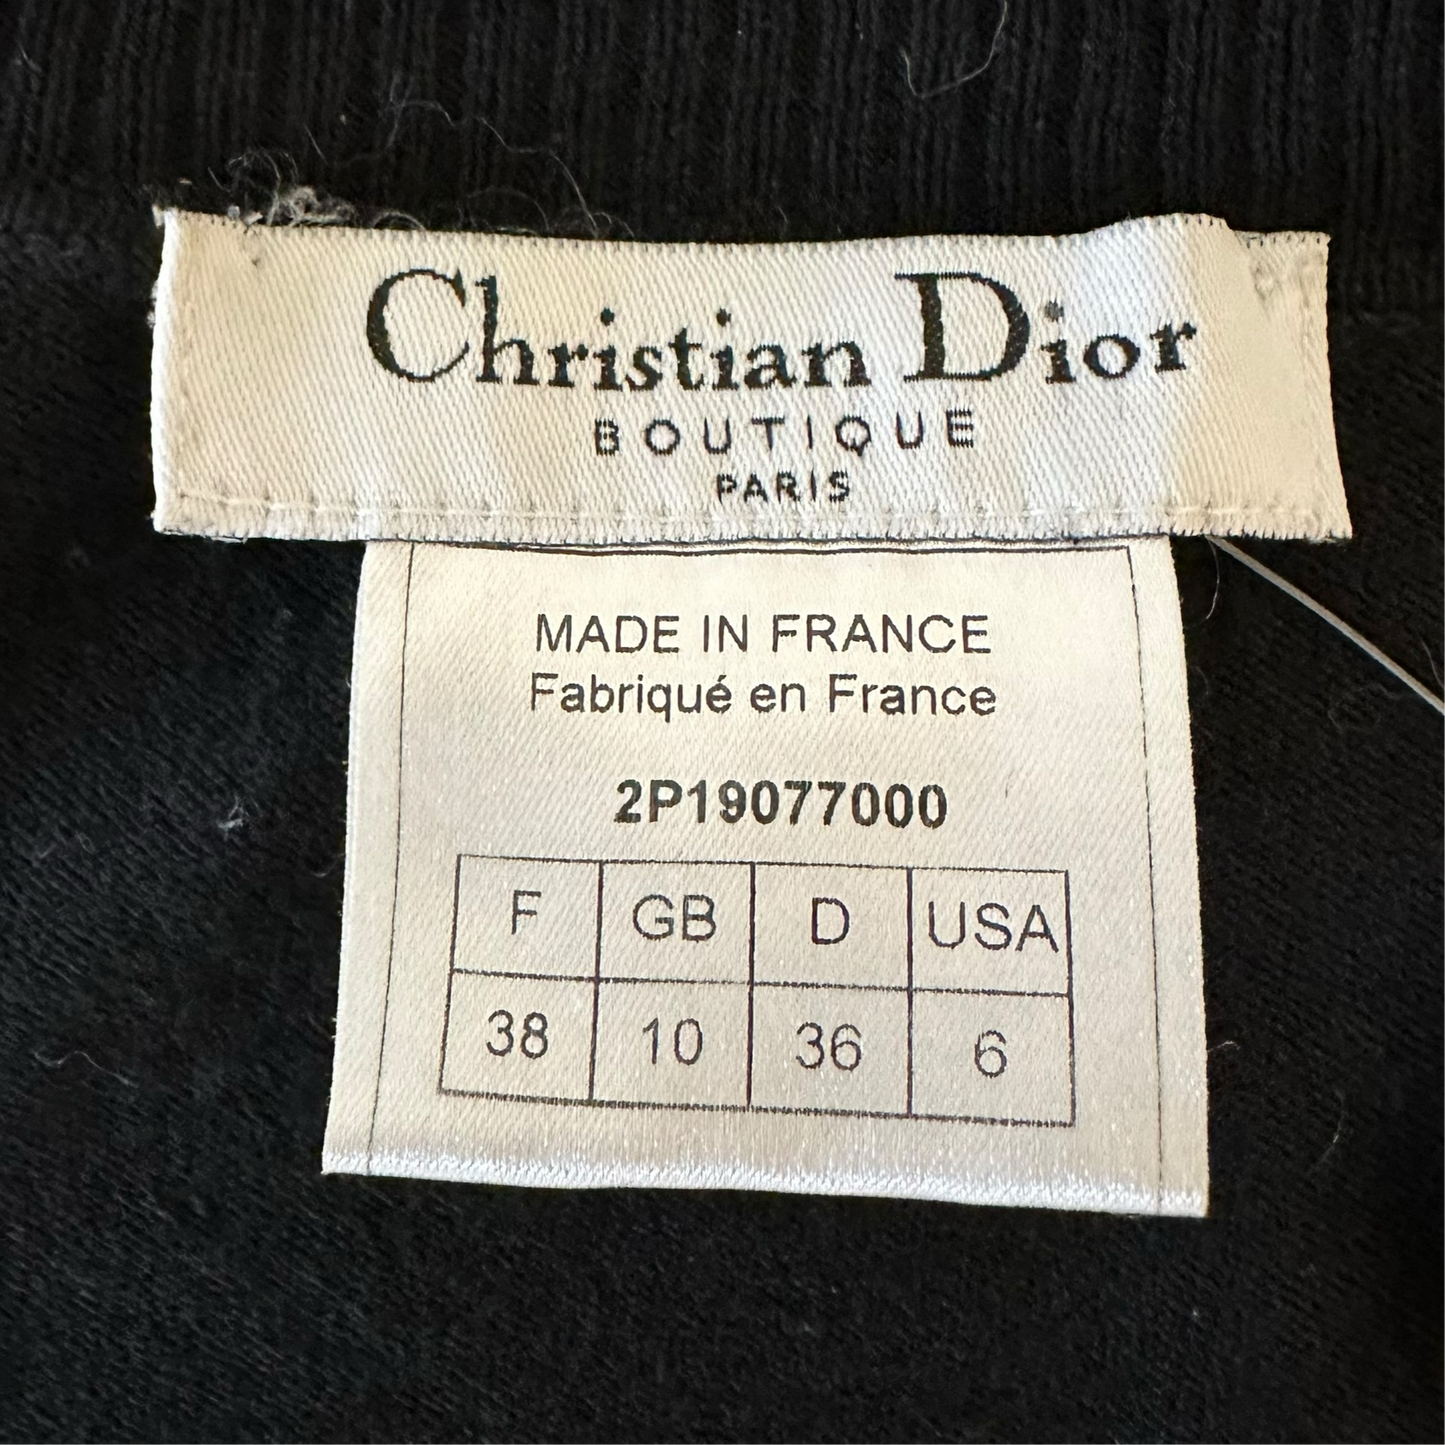 Christian Dior
BOUTIQUE
PARIS
MADE IN FRANCE
Fabriqué en France
2P19077000
F GB D USA
38 10 36 6